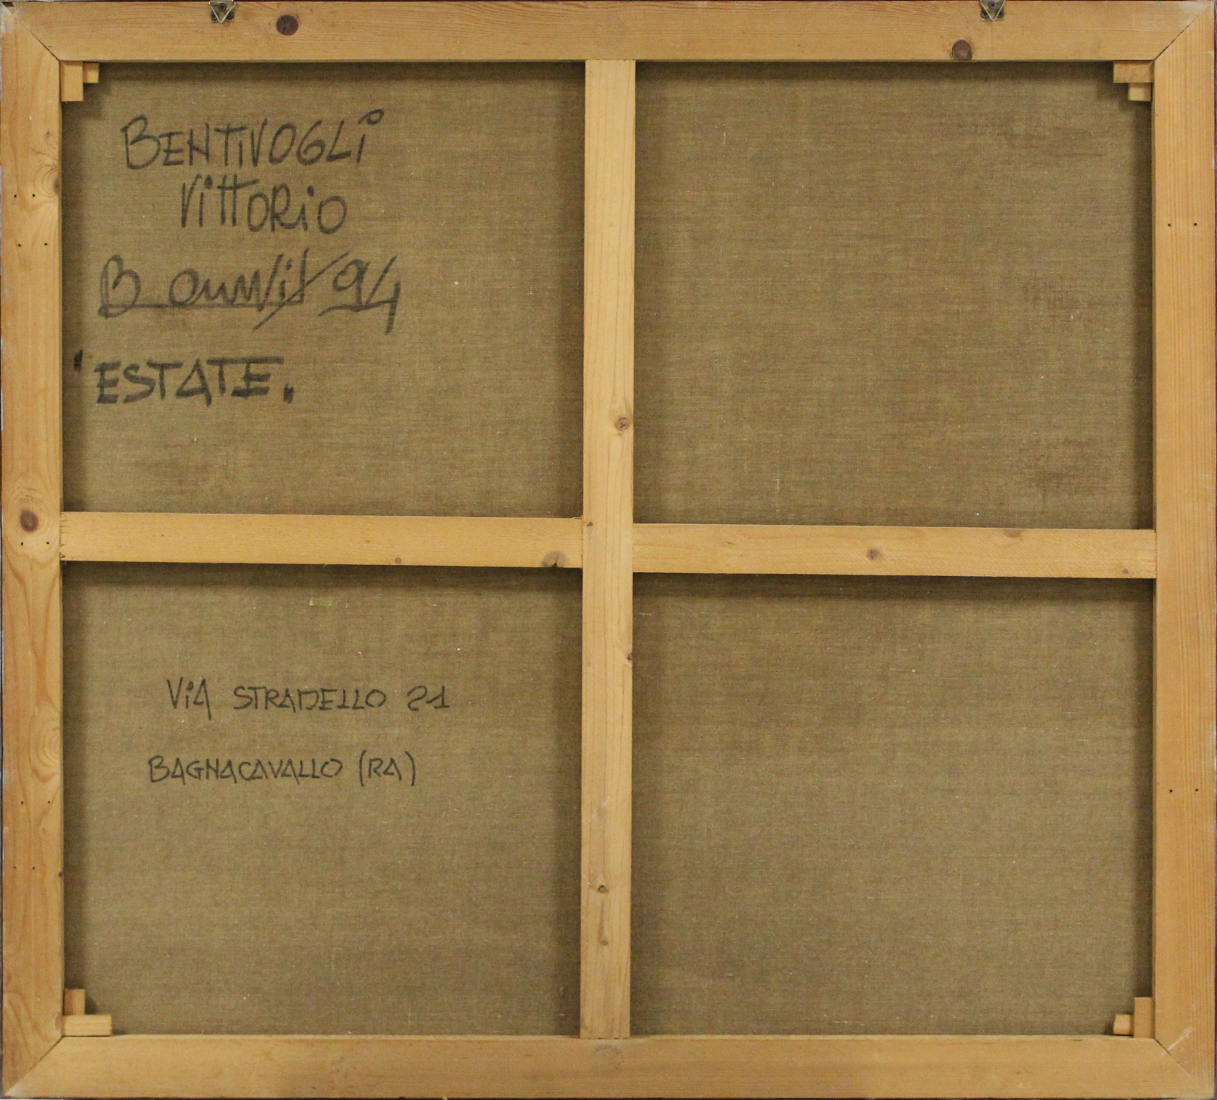 BENTIVOGLI
VITTORIO
B 94
"ESTATE"
VIA STRADELLO 21
BAGNACAVALLO (RA)